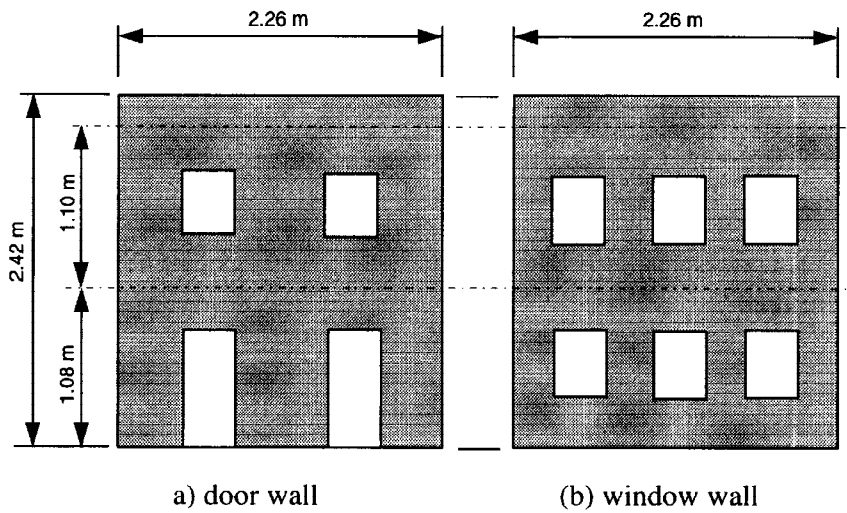 2.26 m
2.26 m
2.42 m
1.10 m
1.08 m
a) door wall
(b) window wall